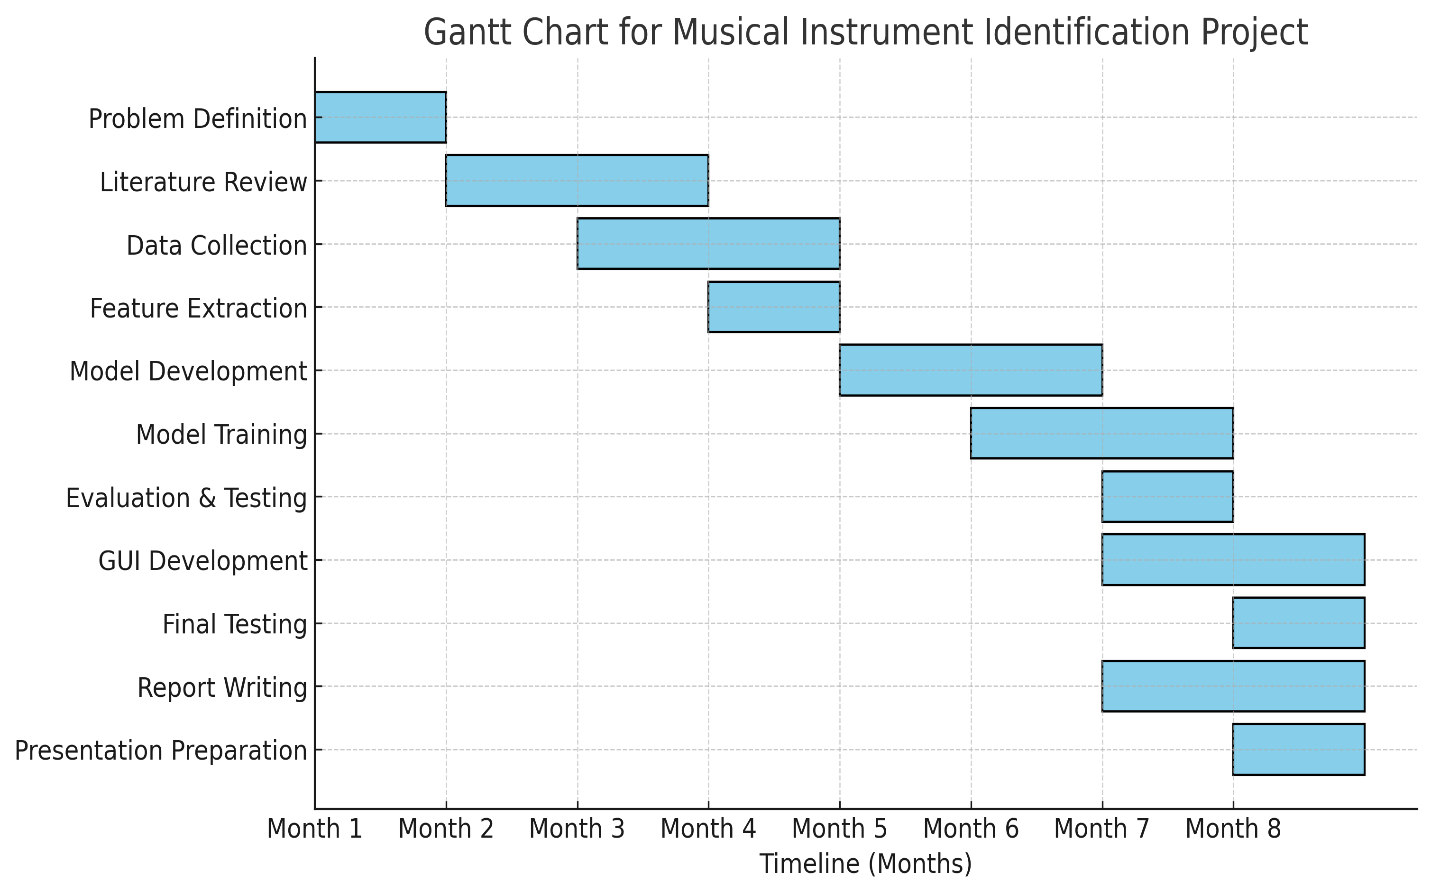 Gantt Chart for Musical Instrument Identification Project
Problem Definition
Literature Review
Data Collection
Feature Extraction
Model Development
Model Training
Evaluation & Testing
GUI Development
Final Testing
Report Writing
Presentation Preparation
Month 1 Month 2 Month 3 Month 4 Month 5 Month 6 Month 7 Month 8
Timeline (Months)